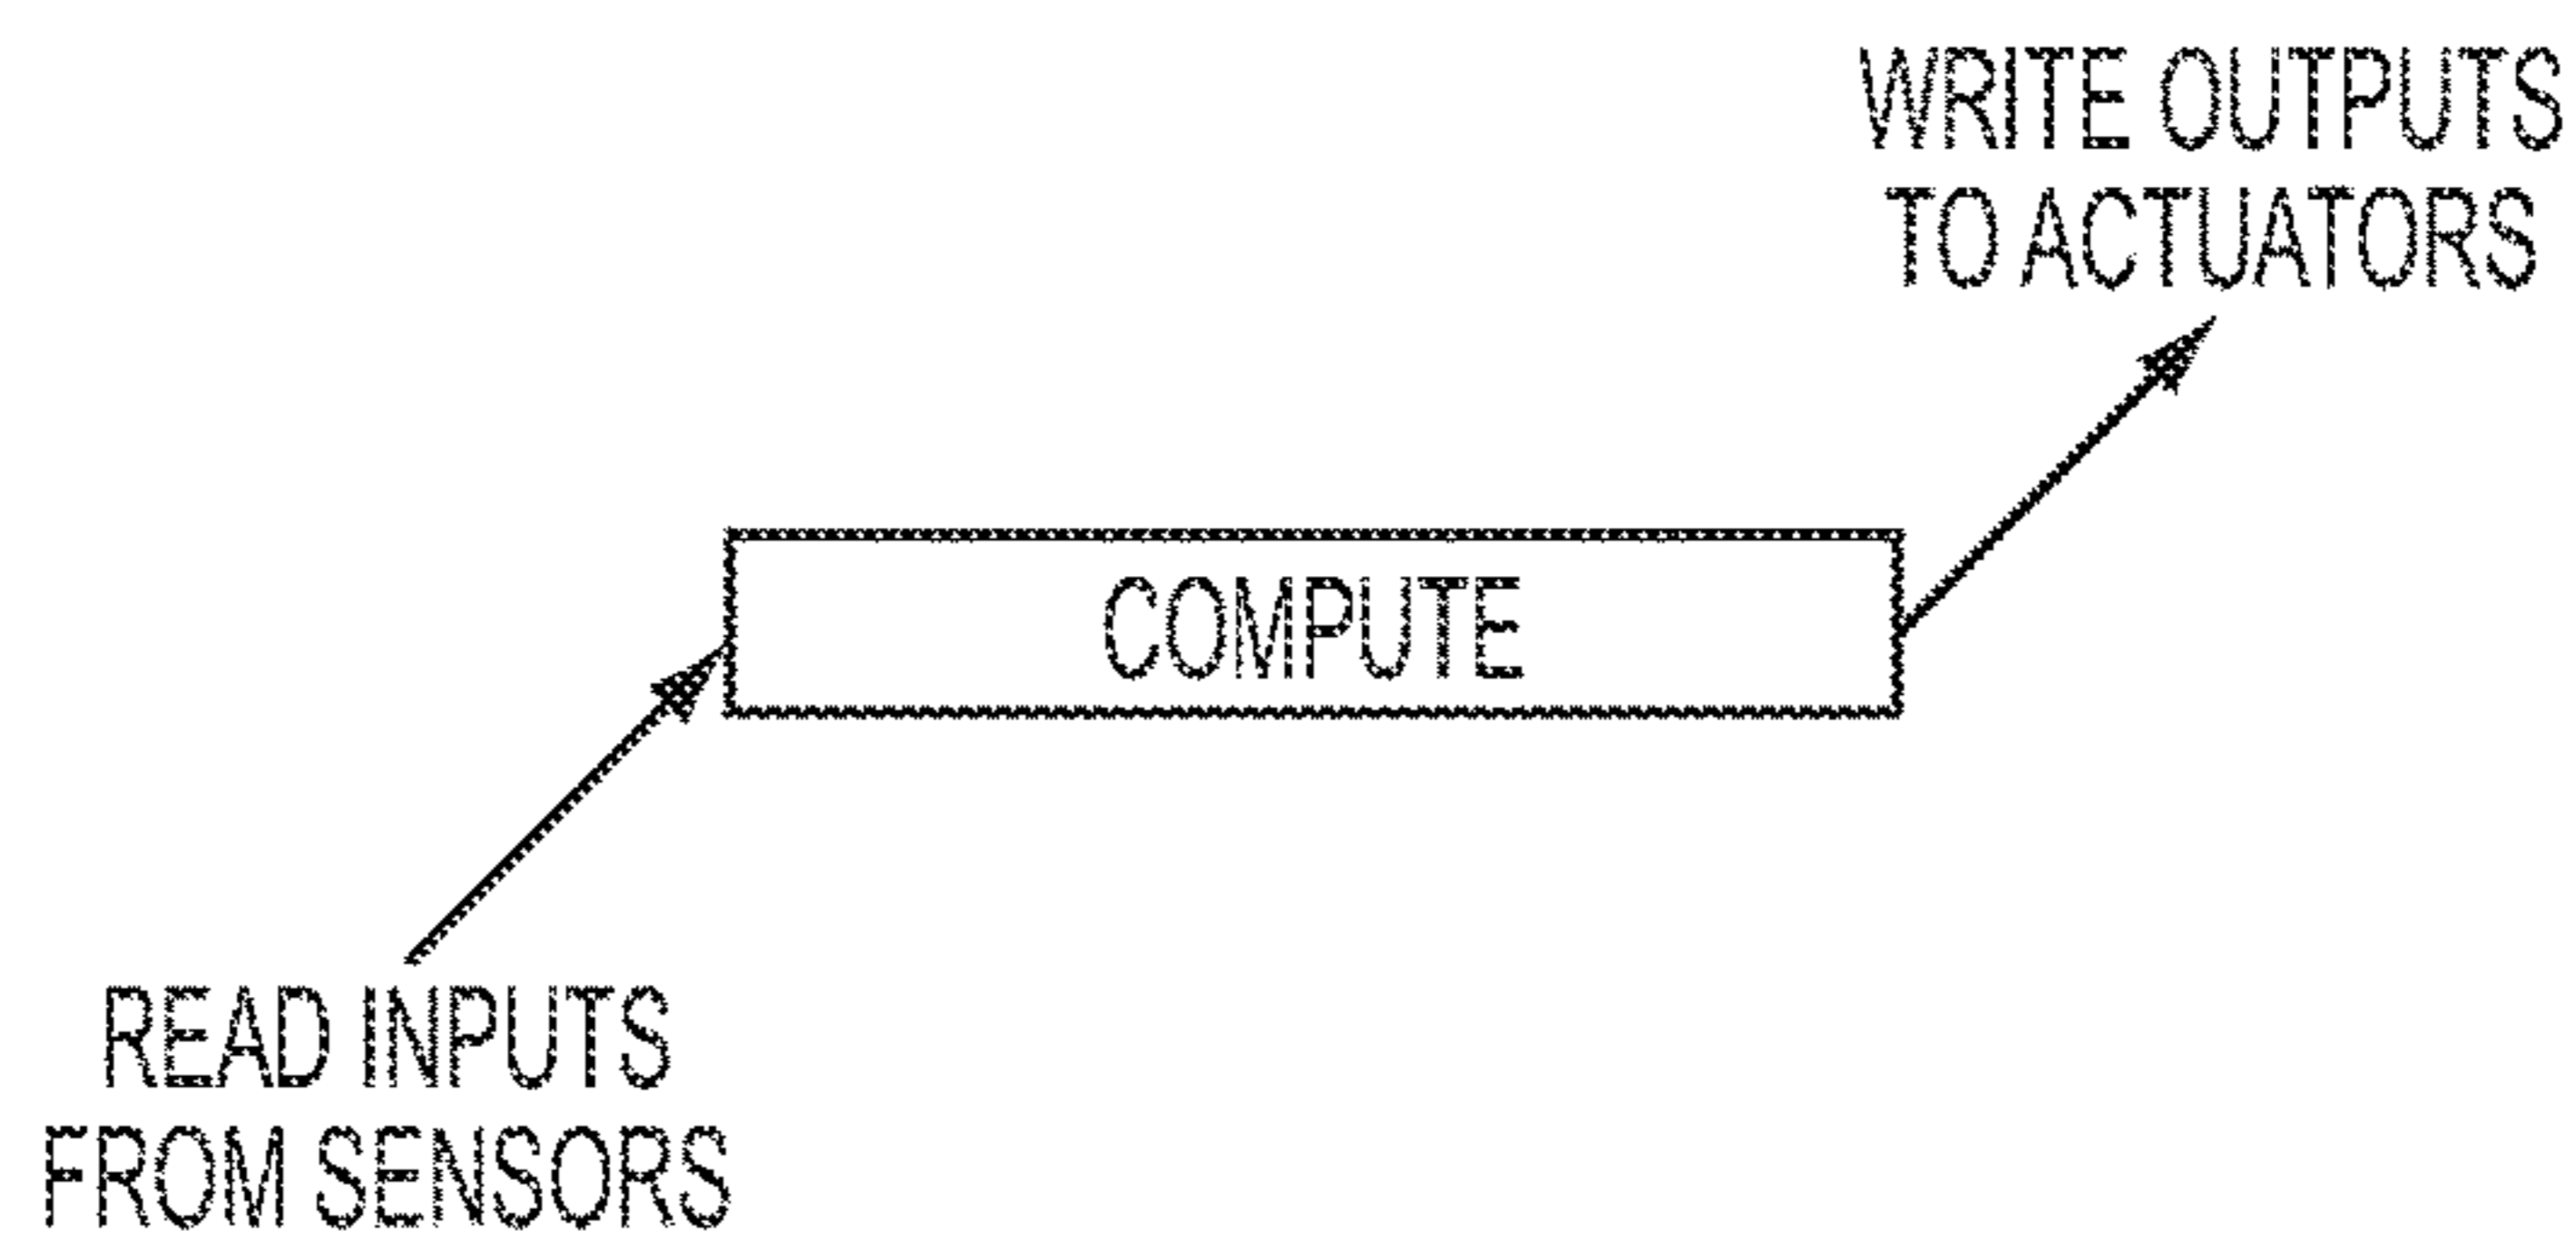 WRITE OUTPUTS
TO ACTUATORS
COMPUTE
READ INPUTS
FROM SENSORS